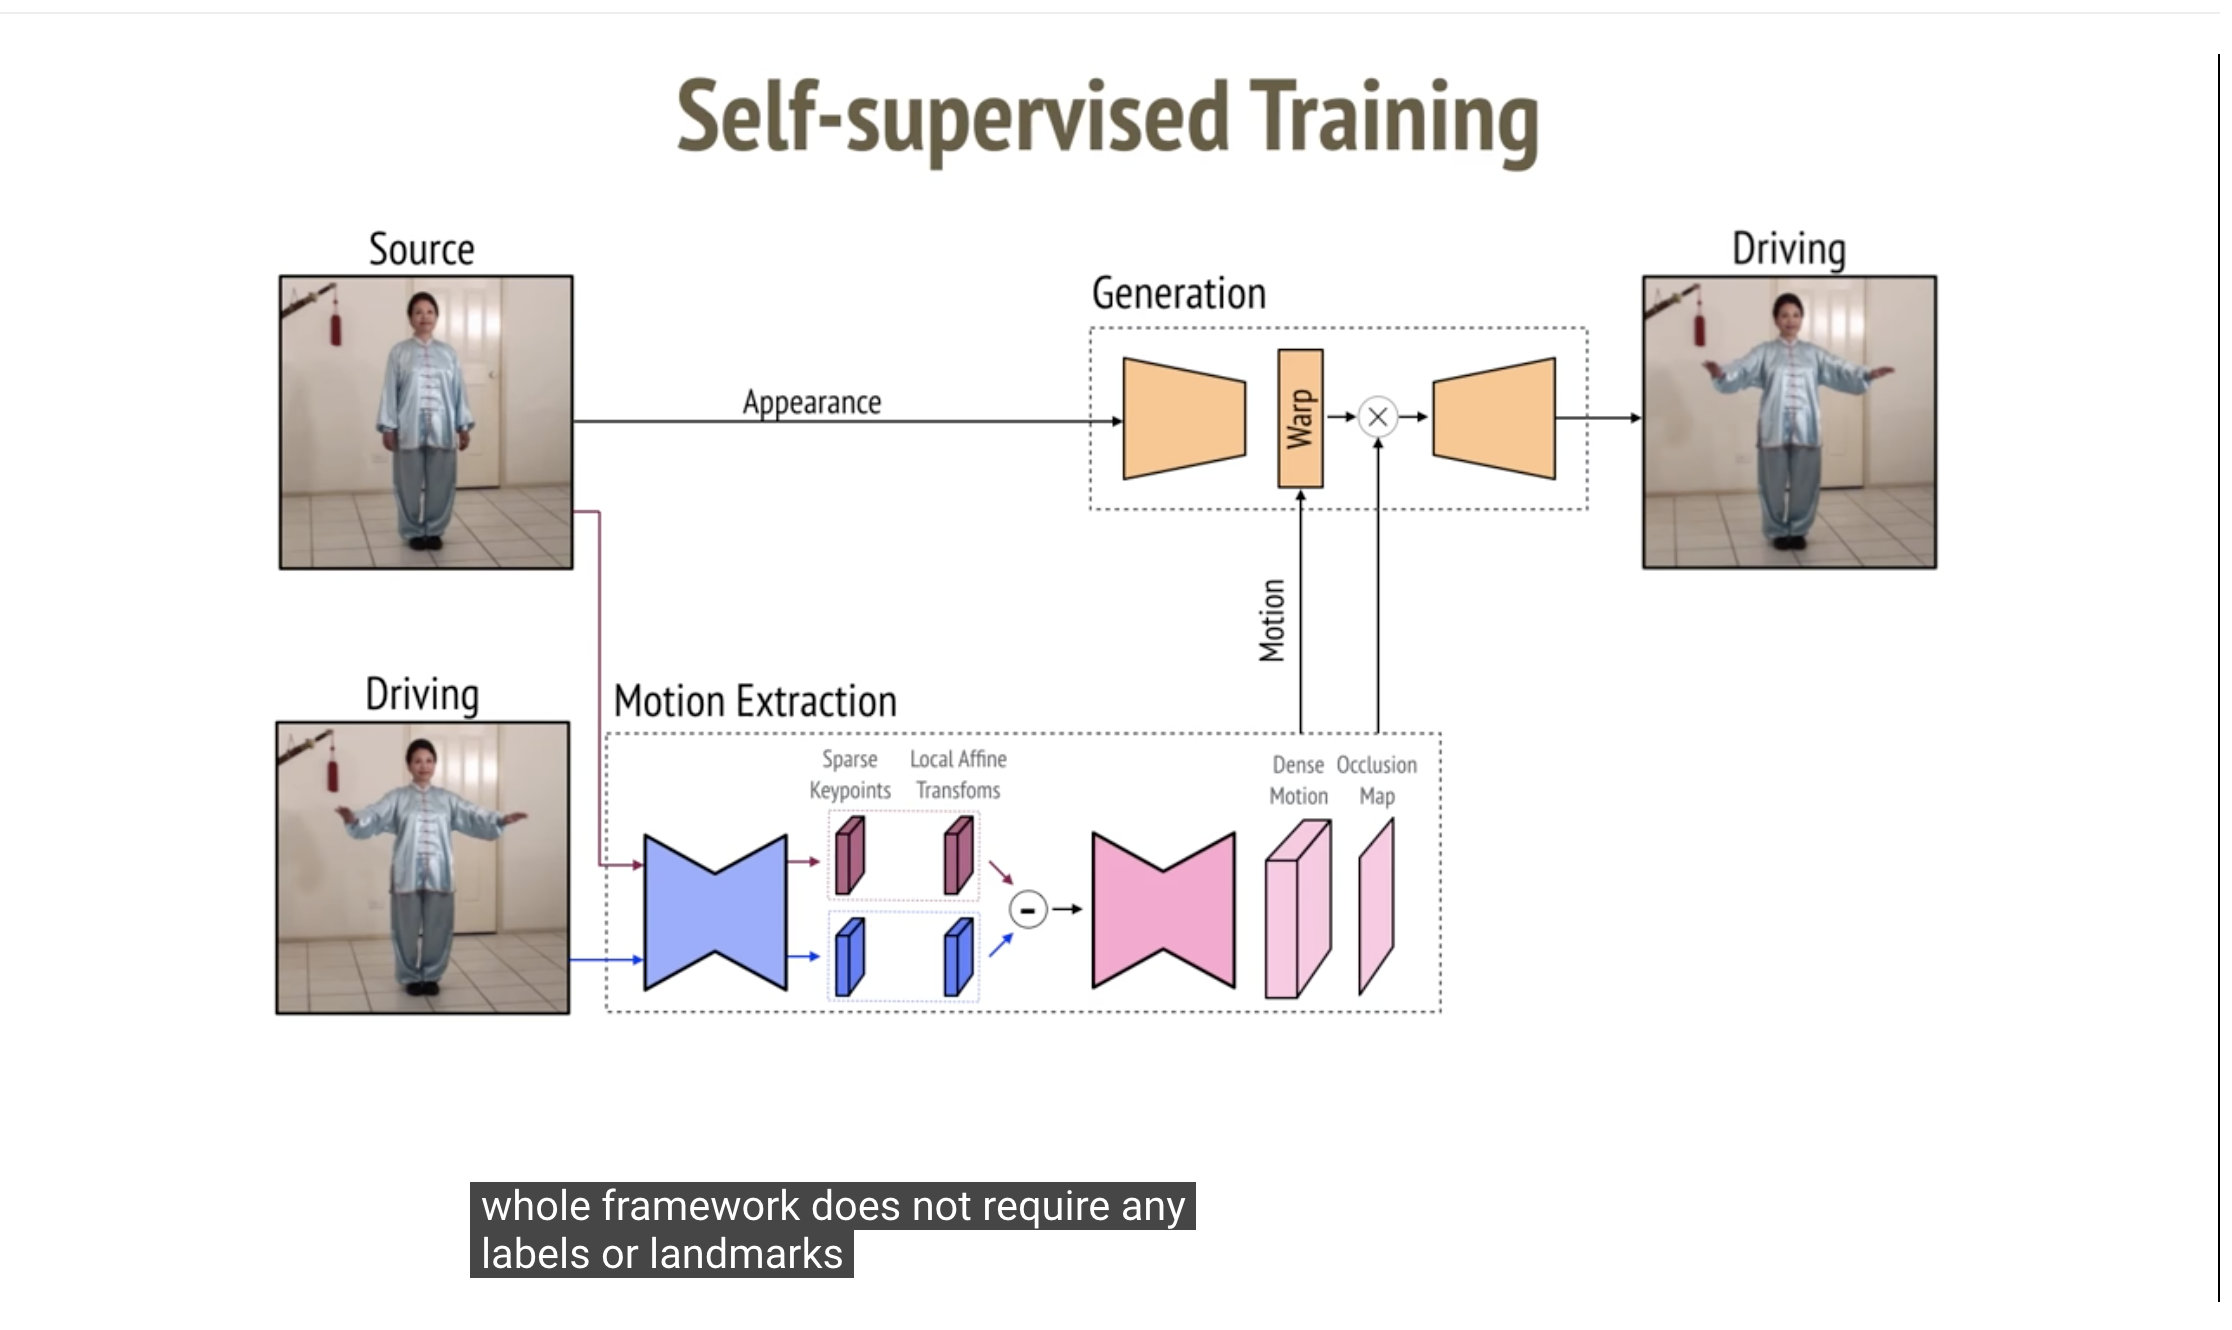 Self-supervised Training
Source
Driving
Generation
Appearance
Warp
Motion
Driving
Motion Extraction
Sparse
Keypoints
Local Affine
Transfoms
Dense
Motion
Occlusion
Map
whole framework does not require any
labels or landmarks